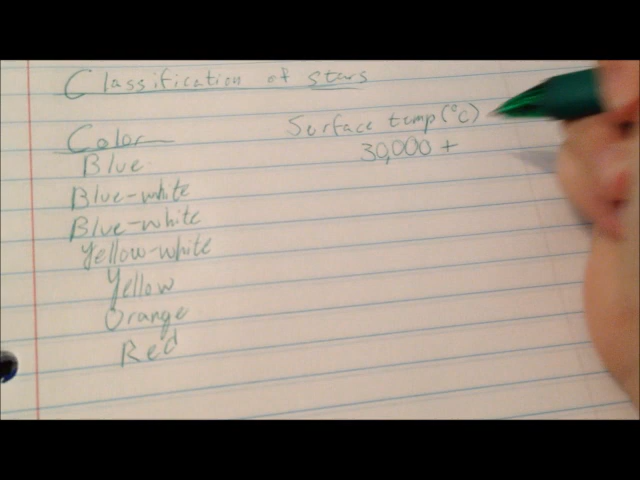 Classification of stars
Color Surface temp (°C)
Blue 30,000 +
Blue-white
Blue-white
Yellow-white
Yellow
Orange
Red